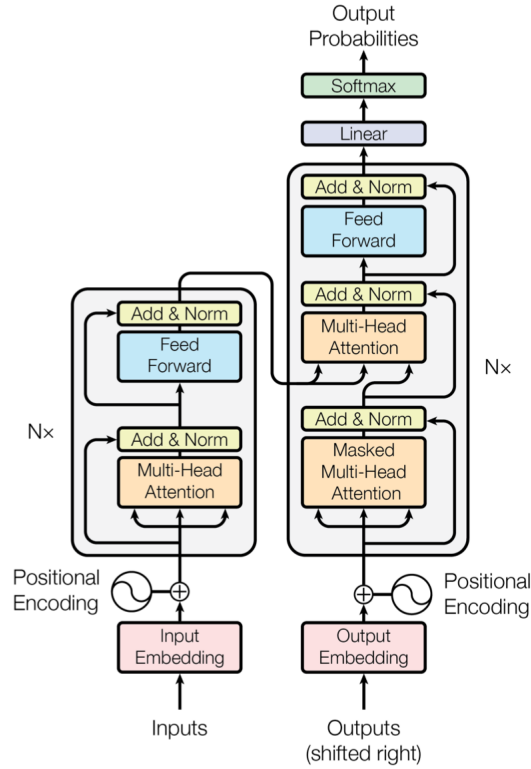 Output
Probabilities
Softmax
Linear
Add & Norm
Feed
Forward
Add & Norm
Multi-Head
Attention
Add & Norm
Masked
Multi-Head
Attention
N×
Add & Norm
Feed
Forward
Add & Norm
Multi-Head
Attention
N×
Positional
Encoding
Positional
Encoding
Input
Embedding
Output
Embedding
Inputs
Outputs
(shifted right)